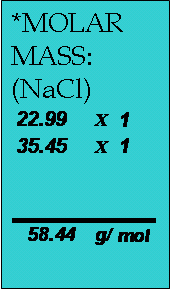 *MOLAR
MASS:
(NaCl)
22.99 X 1
35.45 X 1
58.44 g/ mol